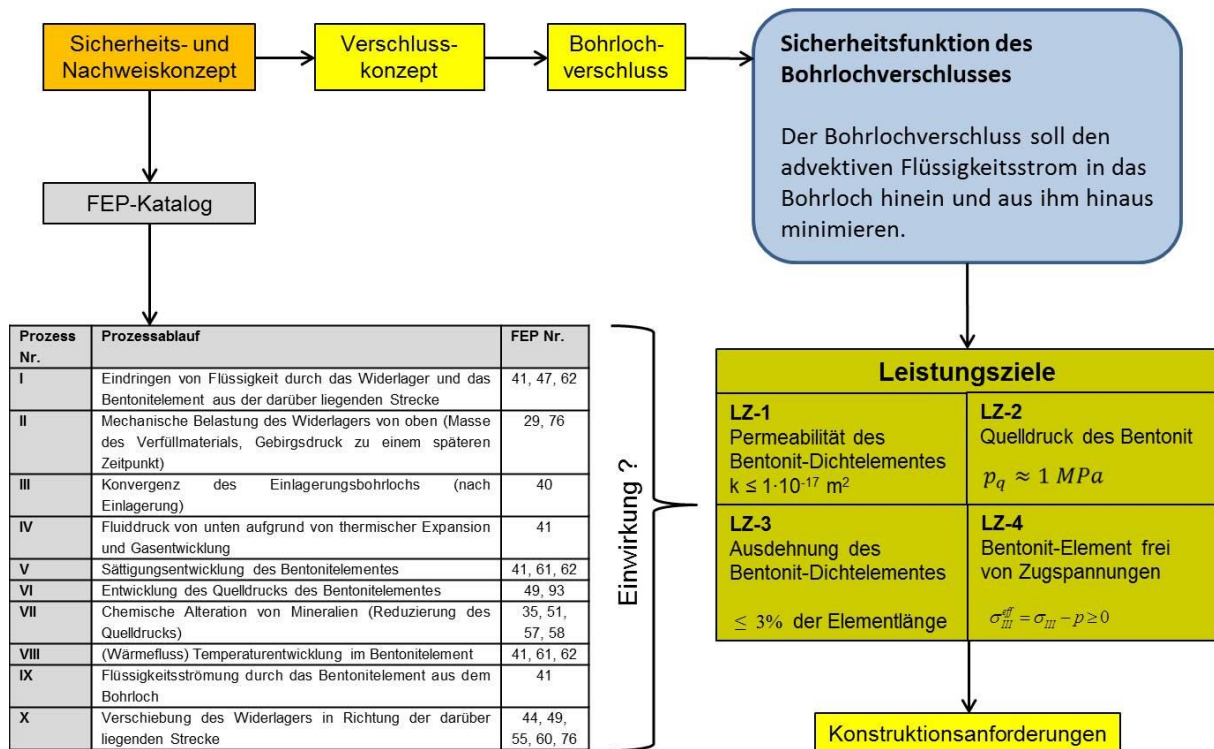 Sicherheits- und
Nachweiskonzept
Verschluss-
konzept
Bohrloch-
verschluss
Sicherheitsfunktion des
Bohrlochverschlusses
Der Bohrlochverschluss soll den
advektiven Flüssigkeitsstrom in das
Bohrloch hinein und aus ihm hinaus
minimieren.
FEP-Katalog
Prozess Prozessablauf FEP Nr.
Nr.
I Eindringen von Flüssigkeit durch das Widerlager und das 41, 47, 62
Bentonitelement aus der darüber liegenden Strecke
II Mechanische Belastung des Widerlagers von oben (Masse 29, 76
des Verfüllmaterials, Gebirgsdruck zu einem späteren
Zeitpunkt)
III Konvergenz des Einlagerungsbohrlochs (nach 40
Einlagerung)
IV Fluiddruck von unten aufgrund von thermischer Expansion 41
und Gasentwicklung
V Sättigungsentwicklung des Bentonitelementes 41, 61, 62
VI Entwicklung des Quelldrucks des Bentonitelementes 49, 93
VII Chemische Alteration von Mineralien (Reduzierung des 35, 51,
Quelldrucks) 57, 58
VIII (Wärmefluss) Temperaturentwicklung im Bentonitelement 41, 61, 62
IX Flüssigkeitsströmung durch das Bentonitelement aus dem 41
Bohrloch
X Verschiebung des Widerlagers in Richtung der darüber 44, 49,
liegenden Strecke 55, 60, 76
Einwirkung ?
Leistungsziele
LZ-1
Permeabilität des
Bentonit-Dichtelementes
k ≤ 1·10⁻¹⁷ m²
LZ-2
Quelldruck des Bentonit
p_q ≈ 1 MPa
LZ-3
Ausdehnung des
Bentonit-Dichtelementes
≤ 3% der Elementlänge
LZ-4
Bentonit-Element frei
von Zugspannungen
σ_III^eff = σ_III − p ≥ 0
Konstruktionsanforderungen